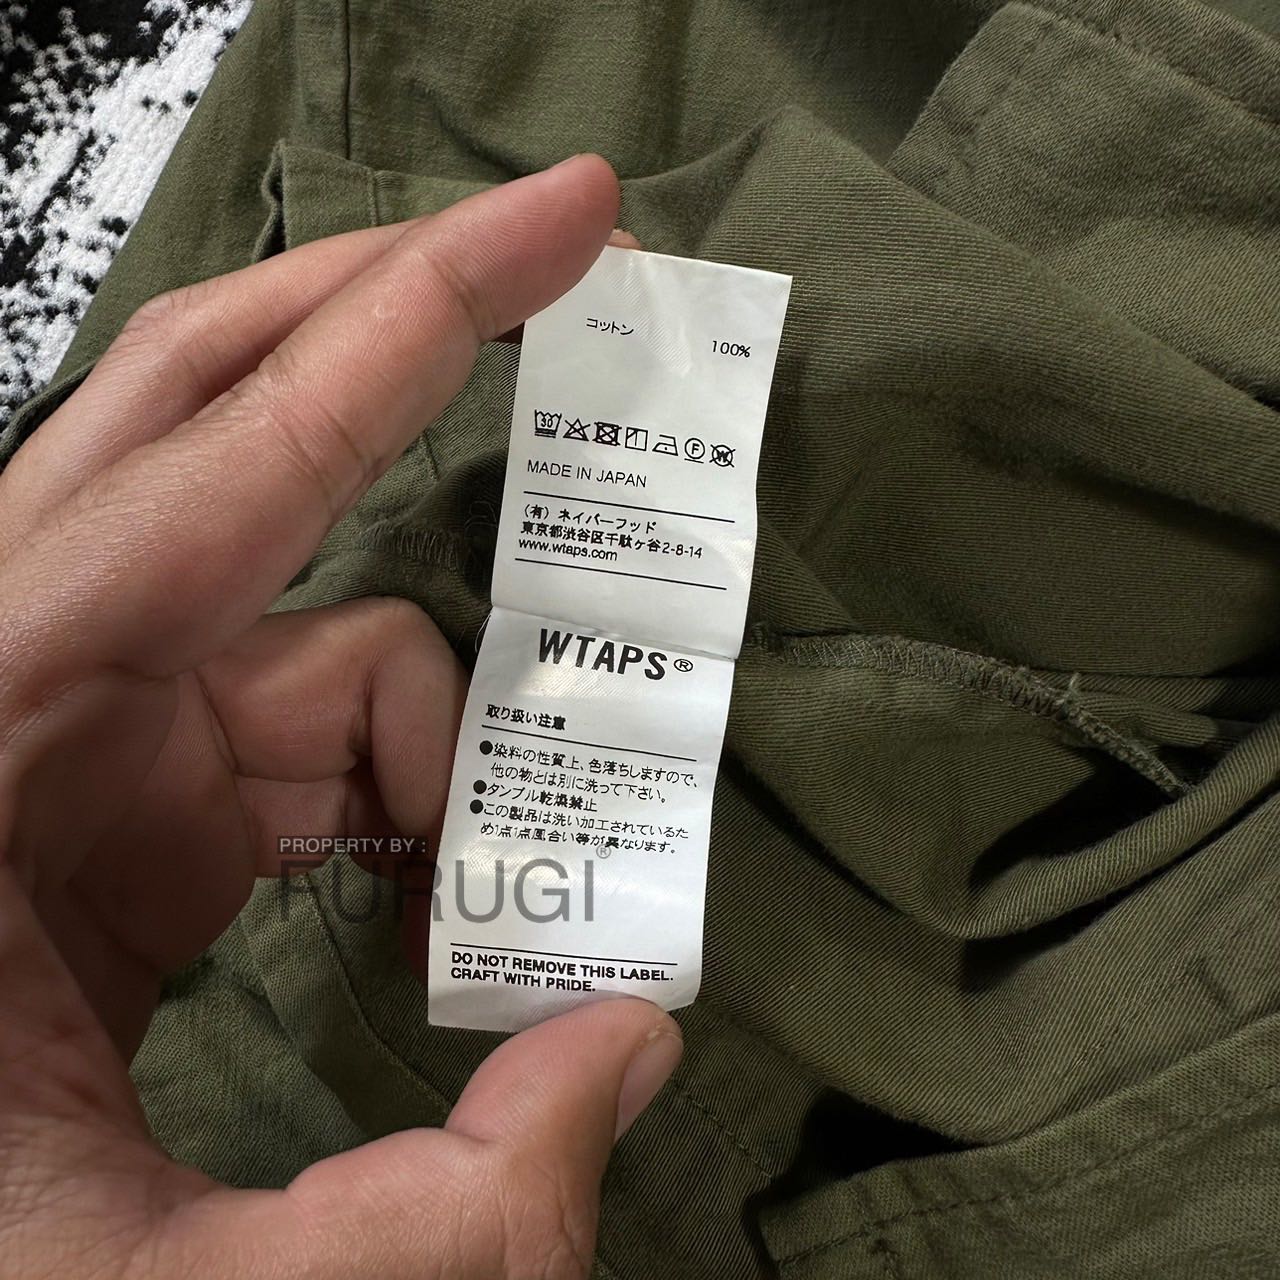 コットン
100%
30
F
W
MADE IN JAPAN
(有) ネイバーフッド
東京都渋谷区千駄ヶ谷2-8-14
www.wtaps.com
WTAPS®
取り扱い注意
●染料の性質上、色落ちしますので、
他の物とは別に洗って下さい。
●タンブル乾燥禁止
●この製品は洗い加工されているた
め1点1点風合い等が異なります。
PROPERTY BY :
FURUGI®
DO NOT REMOVE THIS LABEL.
CRAFT WITH PRIDE.